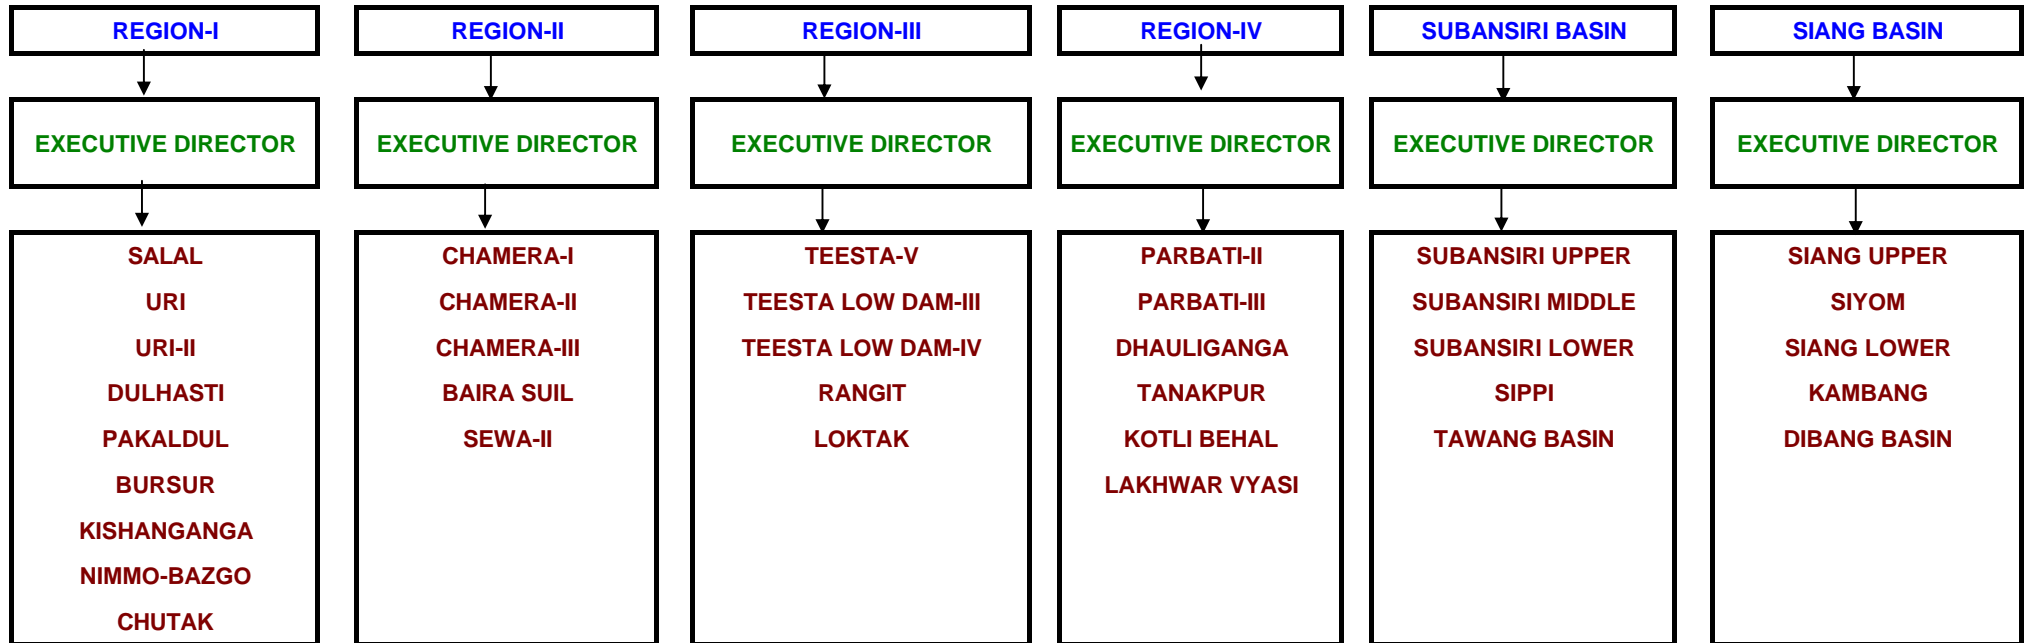 REGION-I
EXECUTIVE DIRECTOR
SALAL
URI
URI-II
DULHASTI
PAKALDUL
BURSUR
KISHANGANGA
NIMMO-BAZGO
CHUTAK
REGION-II
EXECUTIVE DIRECTOR
CHAMERA-I
CHAMERA-II
CHAMERA-III
BAIRA SUIL
SEWA-II
REGION-III
EXECUTIVE DIRECTOR
TEESTA-V
TEESTA LOW DAM-III
TEESTA LOW DAM-IV
RANGIT
LOKTAK
REGION-IV
EXECUTIVE DIRECTOR
PARBATI-II
PARBATI-III
DHAULIGANGA
TANAKPUR
KOTLI BEHAL
LAKHWAR VYASI
SUBANSIRI BASIN
EXECUTIVE DIRECTOR
SUBANSIRI UPPER
SUBANSIRI MIDDLE
SUBANSIRI LOWER
SIPPI
TAWANG BASIN
SIANG BASIN
EXECUTIVE DIRECTOR
SIANG UPPER
SIYOM
SIANG LOWER
KAMBANG
DIBANG BASIN